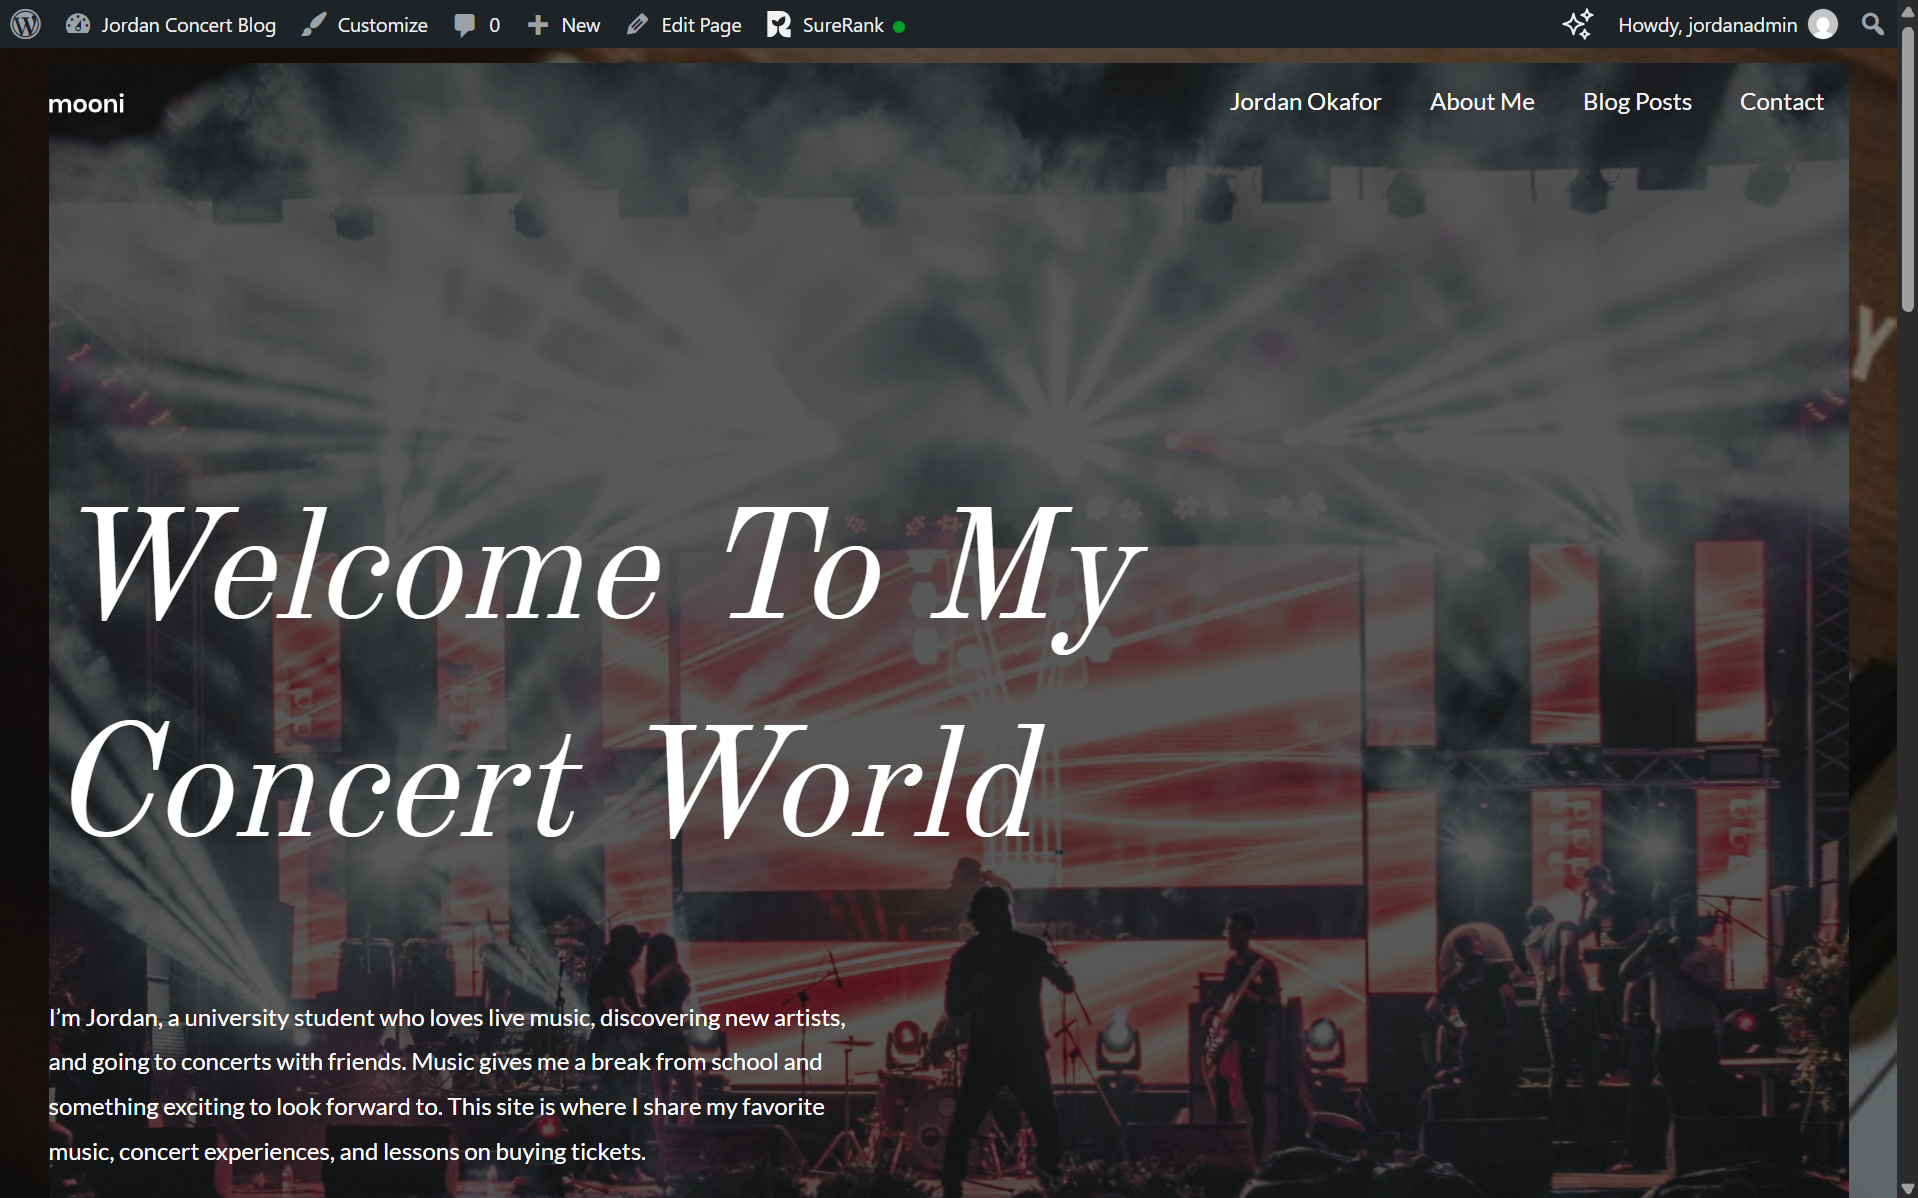 Jordan Concert Blog
Customize
0
New
Edit Page
SureRank
Howdy, jordanadmin
mooni
Jordan Okafor
About Me
Blog Posts
Contact
Welcome To My
Concert World
I’m Jordan, a university student who loves live music, discovering new artists,
and going to concerts with friends. Music gives me a break from school and
something exciting to look forward to. This site is where I share my favorite
music, concert experiences, and lessons on buying tickets.